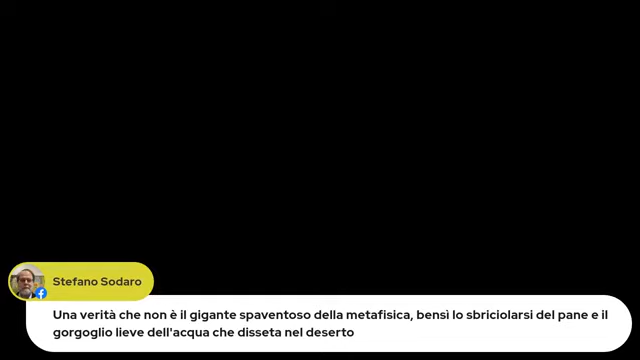 Stefano Sodaro
Una verità che non è il gigante spaventoso della metafisica, bensì lo sbriciolarsi del pane e il
gorgoglio lieve dell'acqua che disseta nel deserto